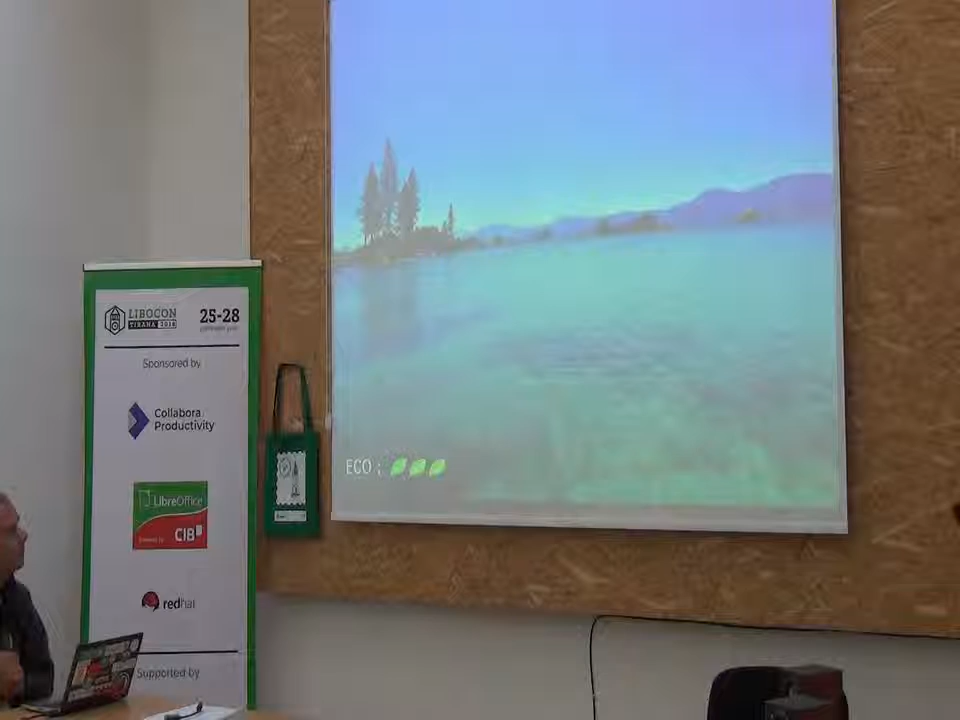 LIBOCON
TIRANA 2018
25-28
Sponsored by
Collabora
Productivity
LibreOffice
CIB
redhat
Supported by
ECO :